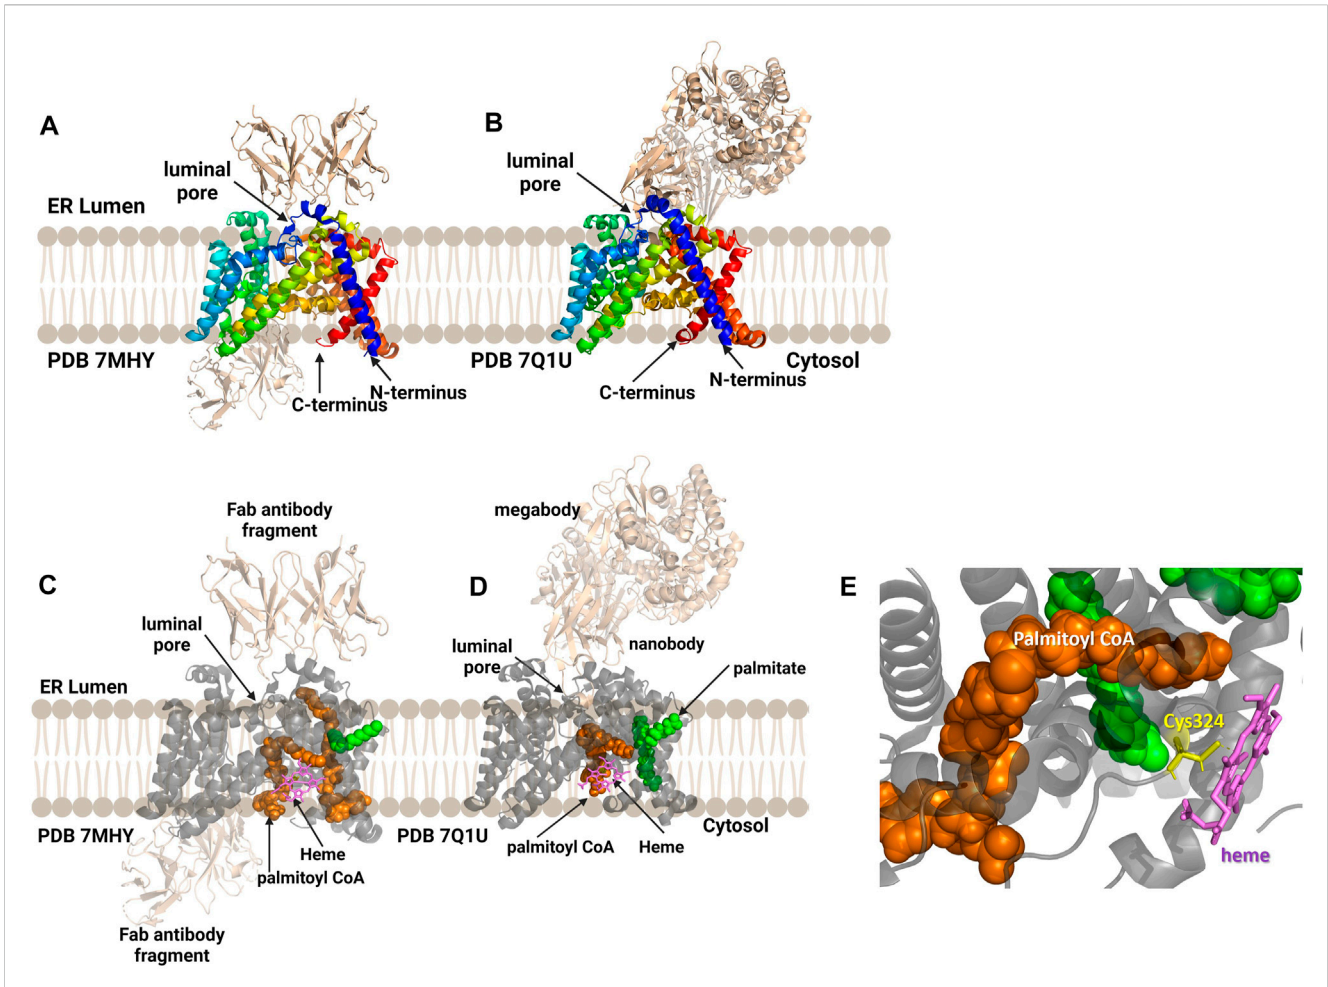 A
B
luminal
pore
luminal
pore
ER Lumen
PDB 7MHY
C-terminus
N-terminus
PDB 7Q1U
Cytosol
C-terminus
N-terminus
Fab antibody
fragment
megabody
C
D
E
luminal
pore
luminal
pore
nanobody
palmitate
ER Lumen
PDB 7MHY
Heme
palmitoyl CoA
PDB 7Q1U
palmitoyl CoA
Heme
Cytosol
Fab antibody
fragment
Palmitoyl CoA
Cys324
heme